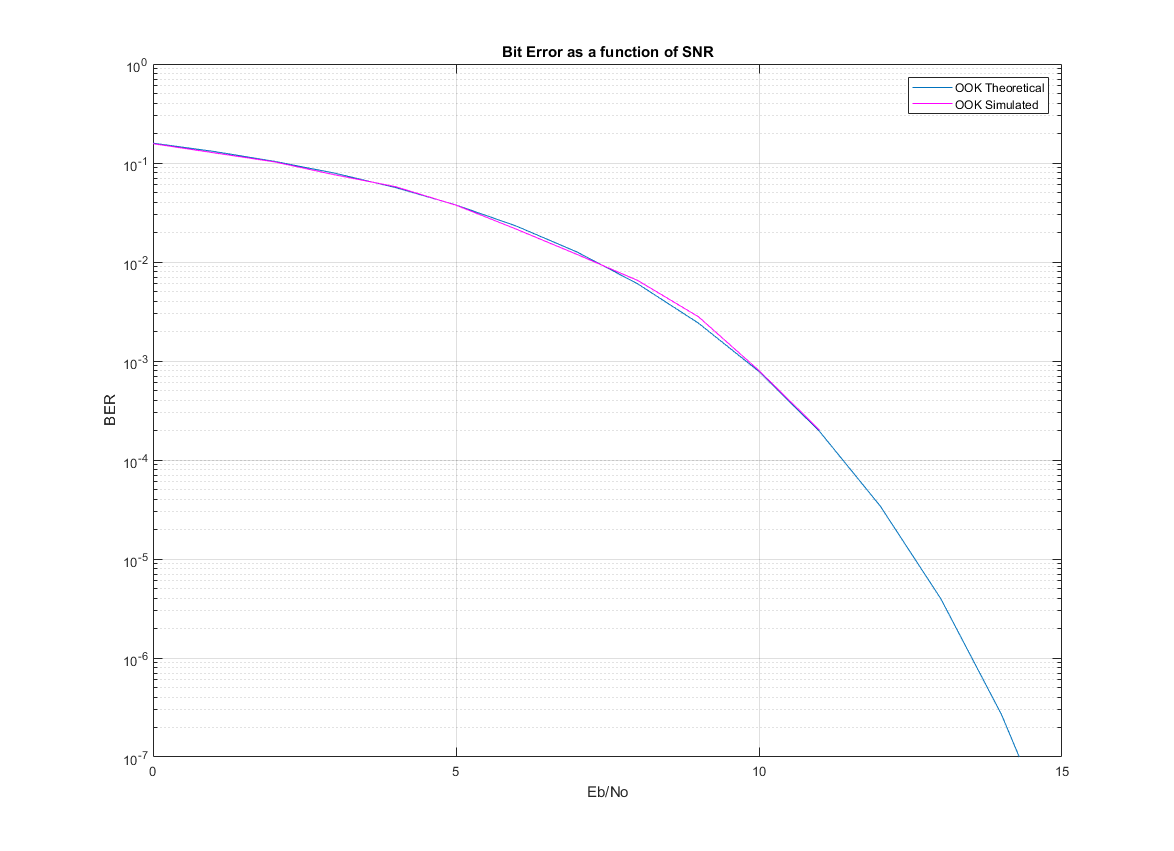 Bit Error as a function of SNR
OOK Theoretical
OOK Simulated
10^0
10^-1
10^-2
10^-3
10^-4
10^-5
10^-6
10^-7
BER
0 5 10 15
Eb/No